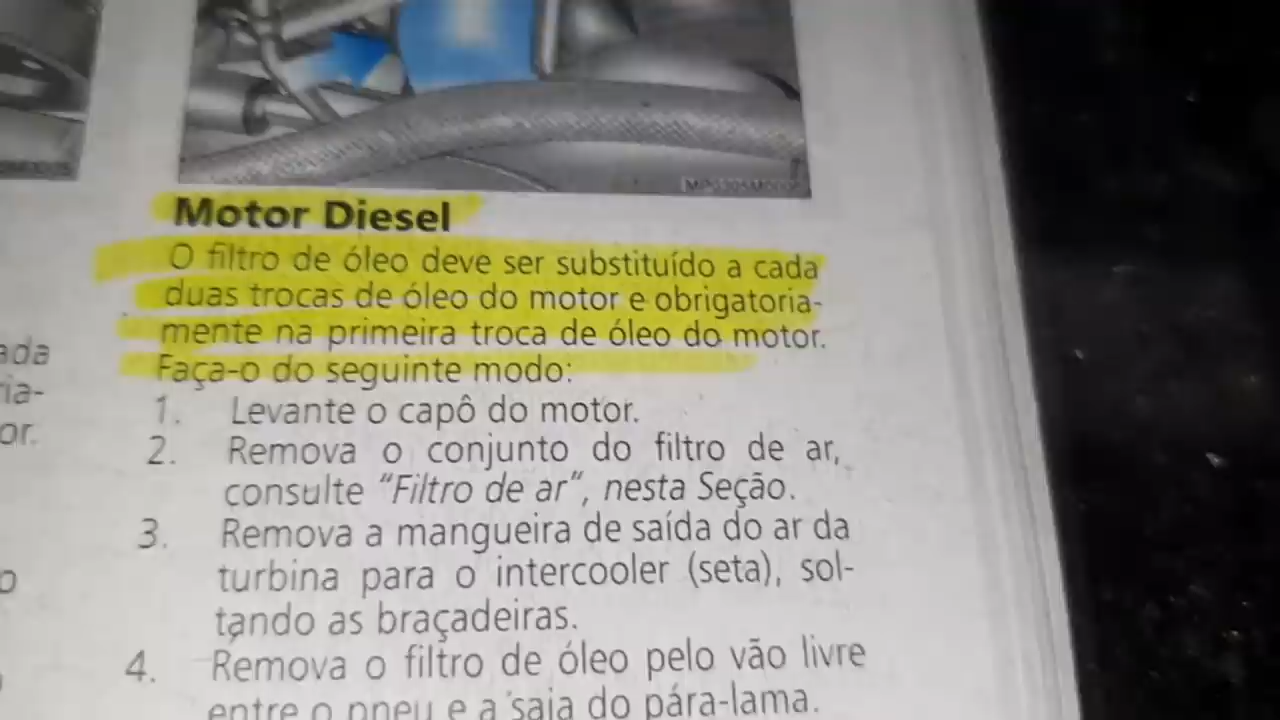 Motor Diesel
O filtro de óleo deve ser substituído a cada
duas trocas de óleo do motor e obrigatoria-
mente na primeira troca de óleo do motor.
Faça-o do seguinte modo:
1. Levante o capô do motor.
2. Remova o conjunto do filtro de ar,
consulte “Filtro de ar”, nesta Seção.
3. Remova a mangueira de saída do ar da
turbina para o intercooler (seta), sol-
tando as braçadeiras.
4. Remova o filtro de óleo pelo vão livre
entre o pneu e a saia do pára-lama.
ada
ria-
or.
o